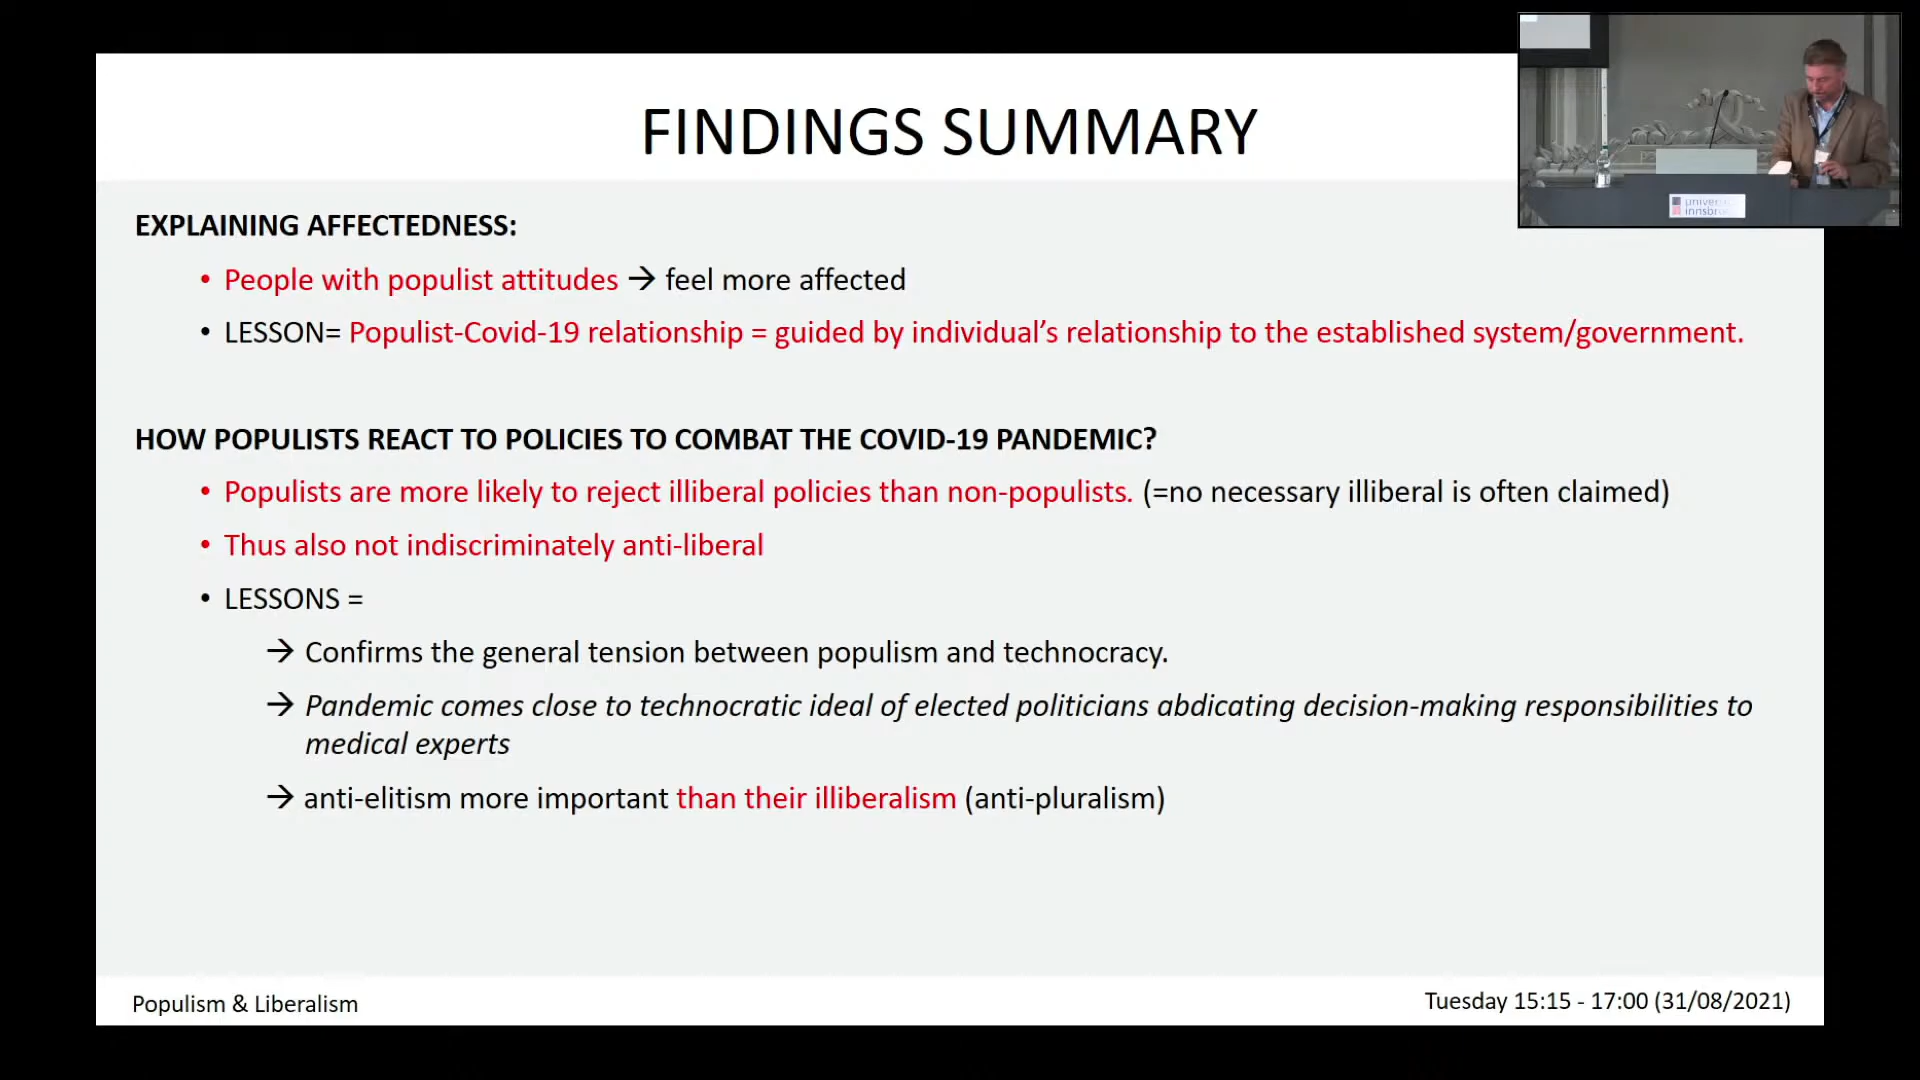 FINDINGS SUMMARY
EXPLAINING AFFECTEDNESS:
• People with populist attitudes → feel more affected
• LESSON= Populist-Covid-19 relationship = guided by individual’s relationship to the established system/government.
HOW POPULISTS REACT TO POLICIES TO COMBAT THE COVID-19 PANDEMIC?
• Populists are more likely to reject illiberal policies than non-populists. (=no necessary illiberal is often claimed)
• Thus also not indiscriminately anti-liberal
• LESSONS =
→ Confirms the general tension between populism and technocracy.
→ Pandemic comes close to technocratic ideal of elected politicians abdicating decision-making responsibilities to
medical experts
→ anti-elitism more important than their illiberalism (anti-pluralism)
Populism & Liberalism
Tuesday 15:15 - 17:00 (31/08/2021)